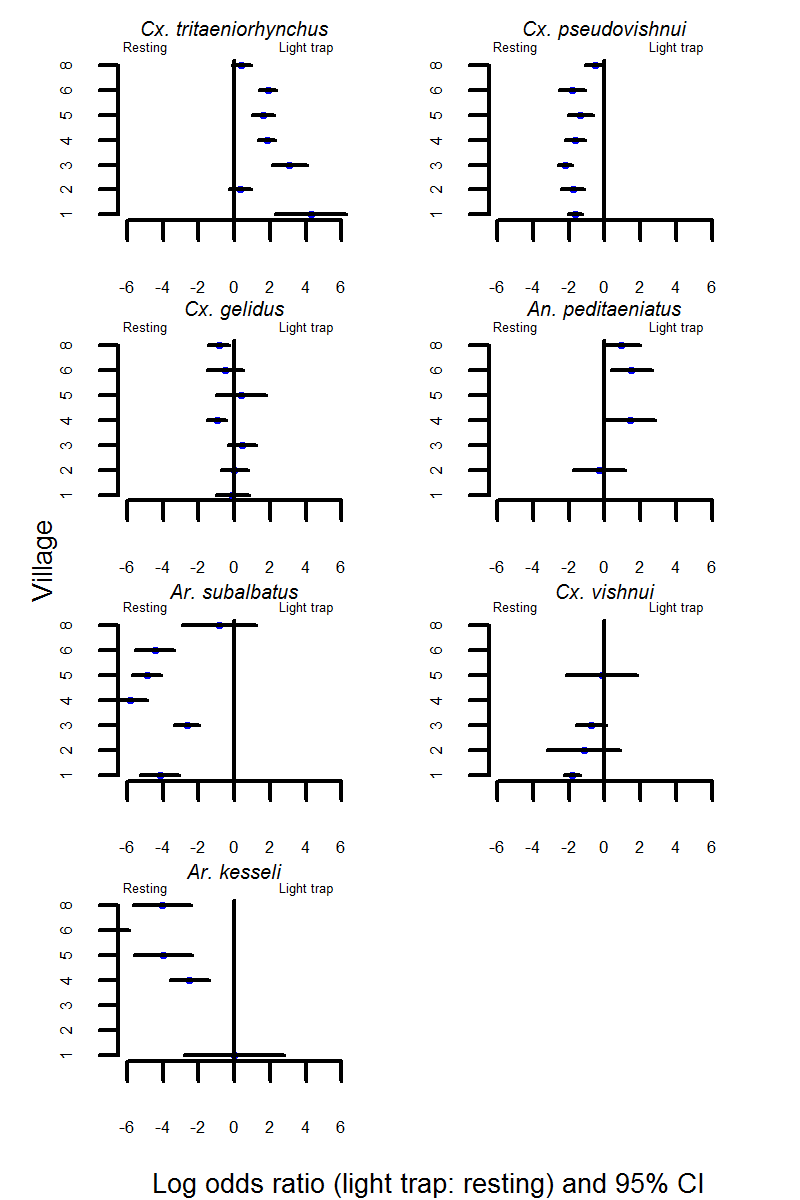 Cx. tritaeniorhynchus
Resting Light trap
8
6
5
4
3
2
1
-6 -4 -2 0 2 4 6
Cx. pseudovishnui
Resting Light trap
8
6
5
4
3
2
1
-6 -4 -2 0 2 4 6
Cx. gelidus
Resting Light trap
8
6
5
4
3
2
1
-6 -4 -2 0 2 4 6
An. peditaeniatus
Resting Light trap
8
6
5
4
3
2
1
-6 -4 -2 0 2 4 6
Village
Ar. subalbatus
Resting Light trap
8
6
5
4
3
2
1
-6 -4 -2 0 2 4 6
Cx. vishnui
Resting Light trap
8
6
5
4
3
2
1
-6 -4 -2 0 2 4 6
Ar. kesseli
Resting Light trap
8
6
5
4
3
2
1
-6 -4 -2 0 2 4 6
Log odds ratio (light trap: resting) and 95% CI